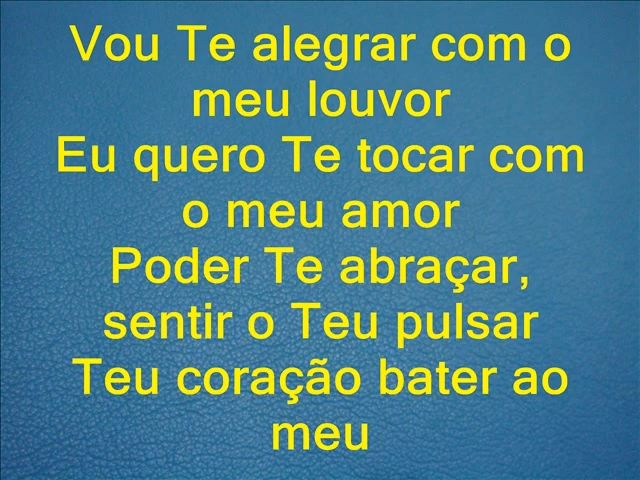 Vou Te alegrar com o
meu louvor
Eu quero Te tocar com
o meu amor
Poder Te abraçar,
sentir o Teu pulsar
Teu coração bater ao
meu